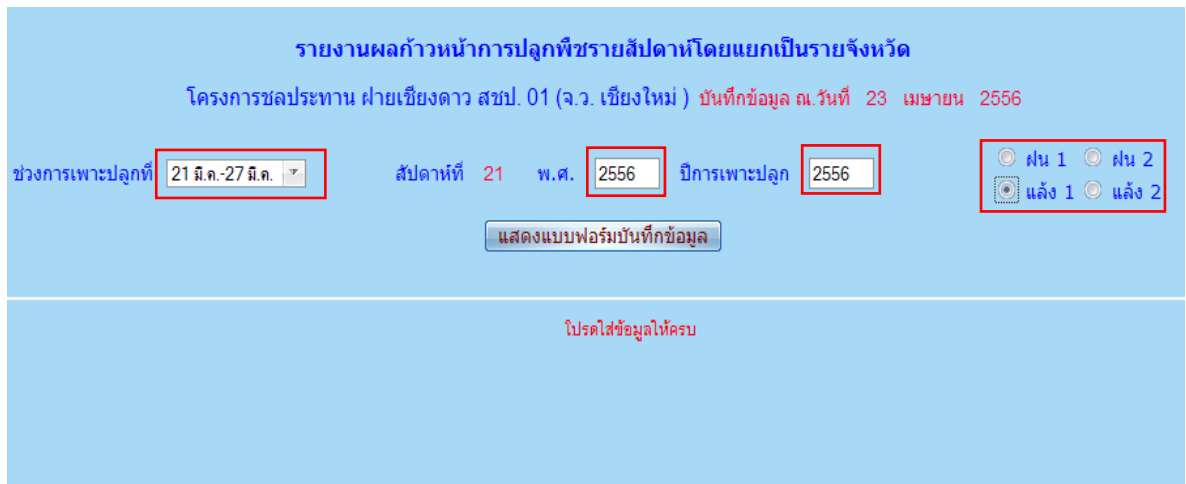 รายงานผลก้าวหน้าการปลูกพืชรายสัปดาห์โดยแยกเป็นรายจังหวัด
โครงการชลประทาน ฝายเชียงดาว สชป. 01 (จ.ว. เชียงใหม่ ) บันทึกข้อมูล ณ.วันที่ 23 เมษายน 2556
ช่วงการเพาะปลูกที่ 21 มี.ค.-27 มี.ค. สัปดาห์ที่ 21 พ.ศ. 2556 ปีการเพาะปลูก 2556
ฝน 1 ฝน 2
แล้ง 1 แล้ง 2
แสดงแบบฟอร์มบันทึกข้อมูล
โปรดใส่ข้อมูลให้ครบ